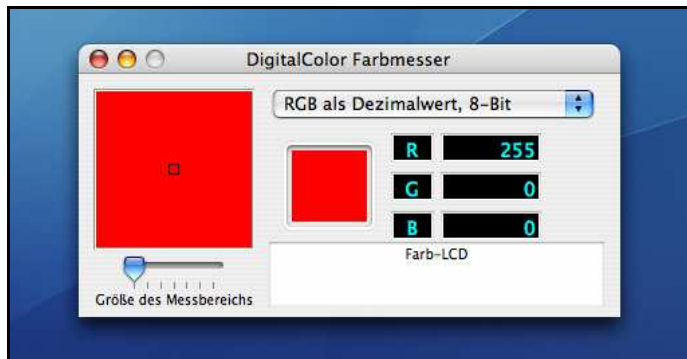 DigitalColor Farbmesser
RGB als Dezimalwert, 8-Bit
R 255
G 0
B 0
Farb-LCD
Größe des Messbereichs